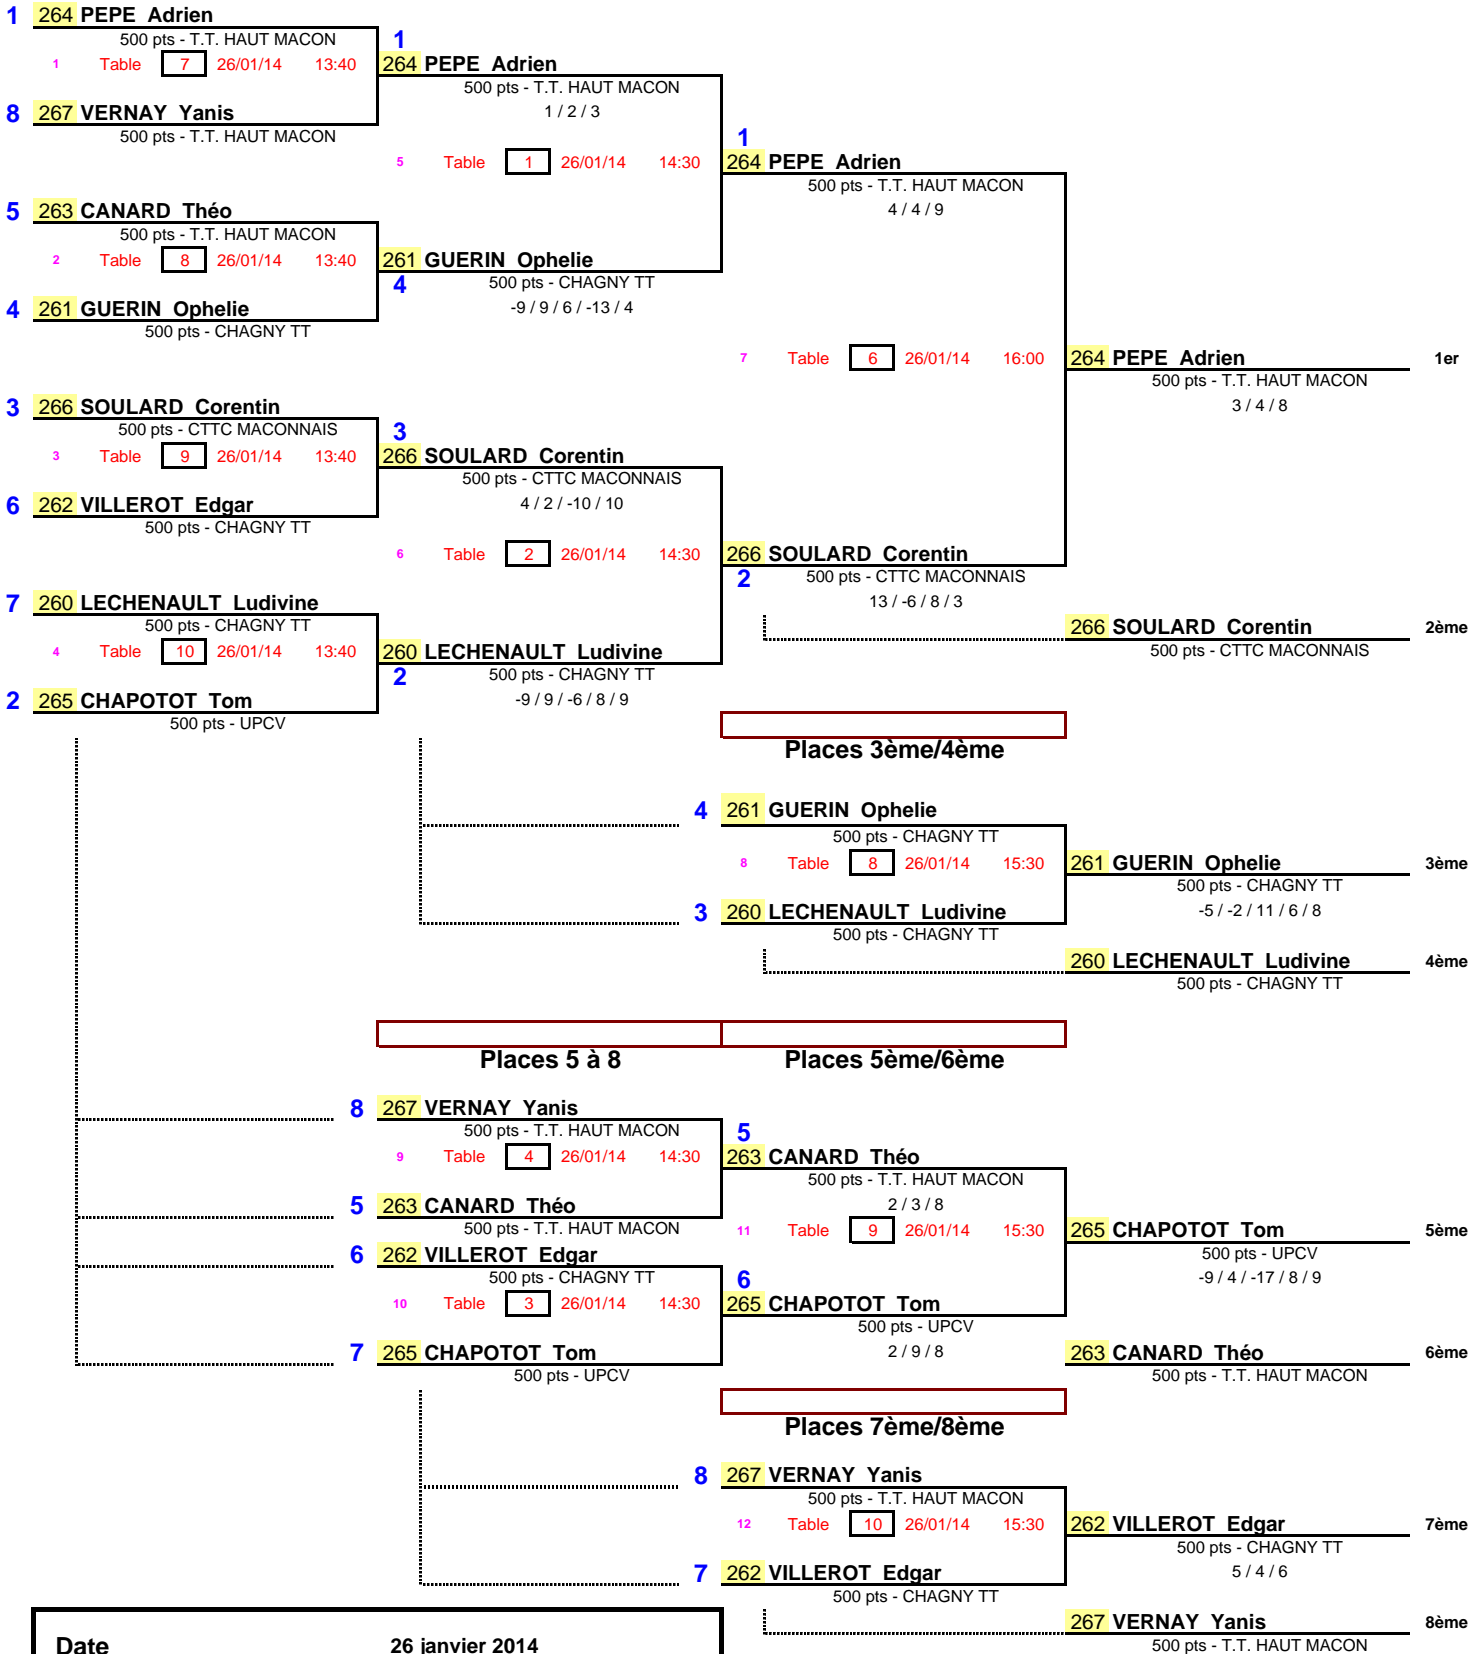 1 264 PEPE Adrien
500 pts - T.T. HAUT MACON
1
1 Table 7 26/01/14 13:40
264 PEPE Adrien
500 pts - T.T. HAUT MACON
1 / 2 / 3
8 267 VERNAY Yanis
500 pts - T.T. HAUT MACON
1
5 Table 1 26/01/14 14:30
264 PEPE Adrien
500 pts - T.T. HAUT MACON
4 / 4 / 9
5 263 CANARD Théo
500 pts - T.T. HAUT MACON
2 Table 8 26/01/14 13:40
261 GUERIN Ophelie
4
500 pts - CHAGNY TT
-9 / 9 / 6 / -13 / 4
4 261 GUERIN Ophelie
500 pts - CHAGNY TT
7 Table 6 26/01/14 16:00
264 PEPE Adrien 1er
500 pts - T.T. HAUT MACON
3 / 4 / 8
3 266 SOULARD Corentin
500 pts - CTTC MACONNAIS
3
3 Table 9 26/01/14 13:40
266 SOULARD Corentin
500 pts - CTTC MACONNAIS
4 / 2 / -10 / 10
6 262 VILLEROT Edgar
500 pts - CHAGNY TT
6 Table 2 26/01/14 14:30
266 SOULARD Corentin
2
500 pts - CTTC MACONNAIS
13 / -6 / 8 / 3
7 260 LECHENAULT Ludivine
500 pts - CHAGNY TT
266 SOULARD Corentin 2ème
500 pts - CTTC MACONNAIS
4 Table 10 26/01/14 13:40
260 LECHENAULT Ludivine
2
500 pts - CHAGNY TT
-9 / 9 / -6 / 8 / 9
2 265 CHAPOTOT Tom
500 pts - UPCV
Places 3ème/4ème
4 261 GUERIN Ophelie
500 pts - CHAGNY TT
8 Table 8 26/01/14 15:30
261 GUERIN Ophelie 3ème
500 pts - CHAGNY TT
-5 / -2 / 11 / 6 / 8
3 260 LECHENAULT Ludivine
500 pts - CHAGNY TT
260 LECHENAULT Ludivine 4ème
500 pts - CHAGNY TT
Places 5 à 8
Places 5ème/6ème
8 267 VERNAY Yanis
500 pts - T.T. HAUT MACON
5
9 Table 4 26/01/14 14:30
263 CANARD Théo
500 pts - T.T. HAUT MACON
2 / 3 / 8
5 263 CANARD Théo
500 pts - T.T. HAUT MACON
11 Table 9 26/01/14 15:30
265 CHAPOTOT Tom 5ème
500 pts - UPCV
-9 / 4 / -17 / 8 / 9
6 262 VILLEROT Edgar
500 pts - CHAGNY TT
6
10 Table 3 26/01/14 14:30
265 CHAPOTOT Tom
500 pts - UPCV
2 / 9 / 8
7 265 CHAPOTOT Tom
500 pts - UPCV
263 CANARD Théo 6ème
500 pts - T.T. HAUT MACON
Places 7ème/8ème
8 267 VERNAY Yanis
500 pts - T.T. HAUT MACON
12 Table 10 26/01/14 15:30
262 VILLEROT Edgar 7ème
500 pts - CHAGNY TT
5 / 4 / 6
7 262 VILLEROT Edgar
500 pts - CHAGNY TT
267 VERNAY Yanis 8ème
500 pts - T.T. HAUT MACON
Date 26 janvier 2014